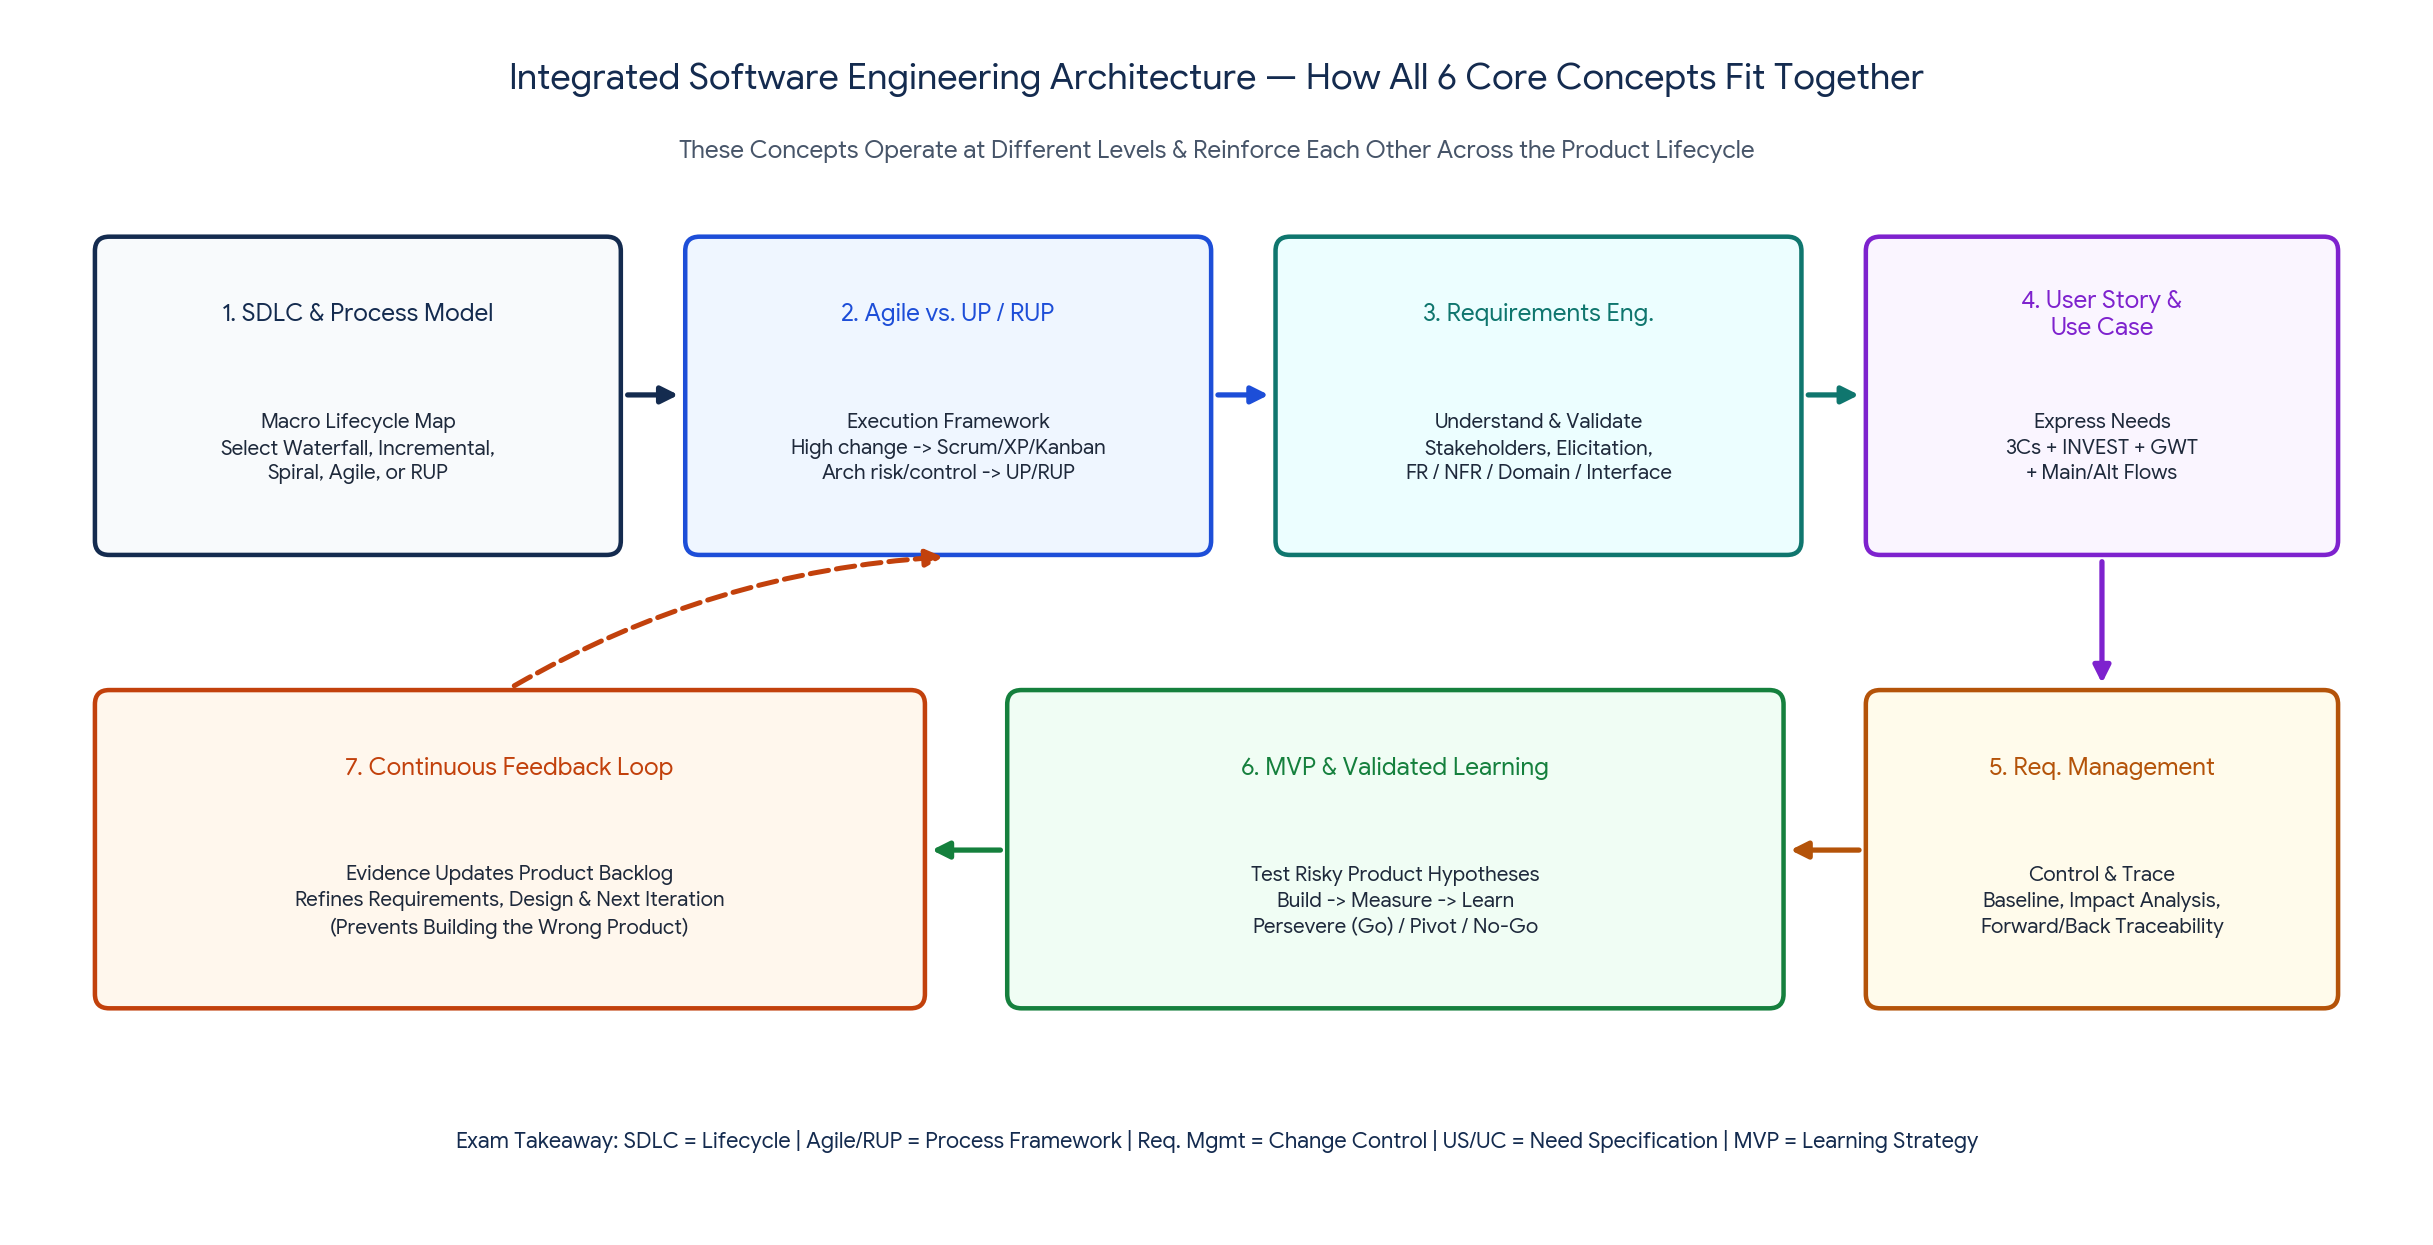 Integrated Software Engineering Architecture — How All 6 Core Concepts Fit Together
These Concepts Operate at Different Levels & Reinforce Each Other Across the Product Lifecycle
1. SDLC & Process Model
Macro Lifecycle Map
Select Waterfall, Incremental,
Spiral, Agile, or RUP
2. Agile vs. UP / RUP
Execution Framework
High change -> Scrum/XP/Kanban
Arch risk/control -> UP/RUP
3. Requirements Eng.
Understand & Validate
Stakeholders, Elicitation,
FR / NFR / Domain / Interface
4. User Story &
Use Case
Express Needs
3Cs + INVEST + GWT
+ Main/Alt Flows
5. Req. Management
Control & Trace
Baseline, Impact Analysis,
Forward/Back Traceability
6. MVP & Validated Learning
Test Risky Product Hypotheses
Build -> Measure -> Learn
Persevere (Go) / Pivot / No-Go
7. Continuous Feedback Loop
Evidence Updates Product Backlog
Refines Requirements, Design & Next Iteration
(Prevents Building the Wrong Product)
Exam Takeaway: SDLC = Lifecycle | Agile/RUP = Process Framework | Req. Mgmt = Change Control | US/UC = Need Specification | MVP = Learning Strategy